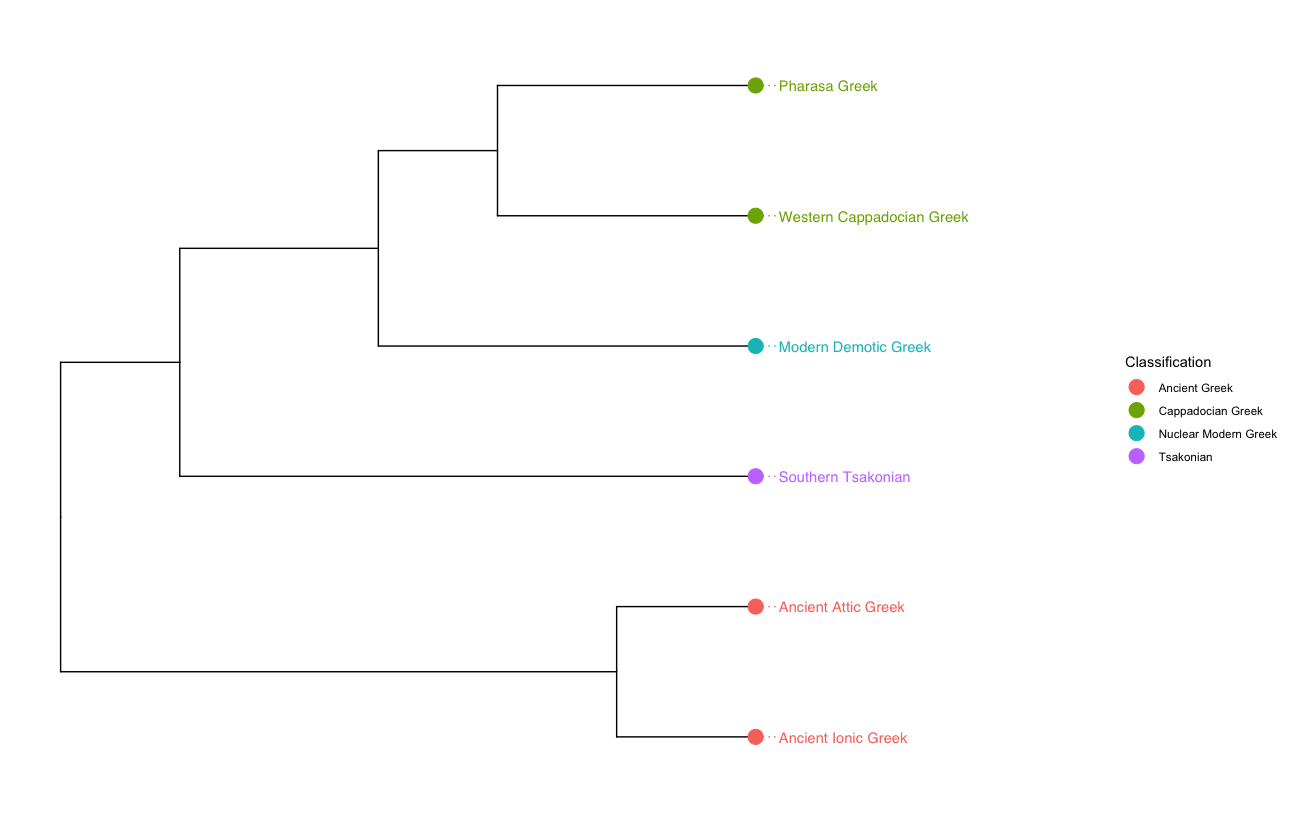 Pharasa Greek
Western Cappadocian Greek
Modern Demotic Greek
Southern Tsakonian
Ancient Attic Greek
Ancient Ionic Greek
Classification
Ancient Greek
Cappadocian Greek
Nuclear Modern Greek
Tsakonian